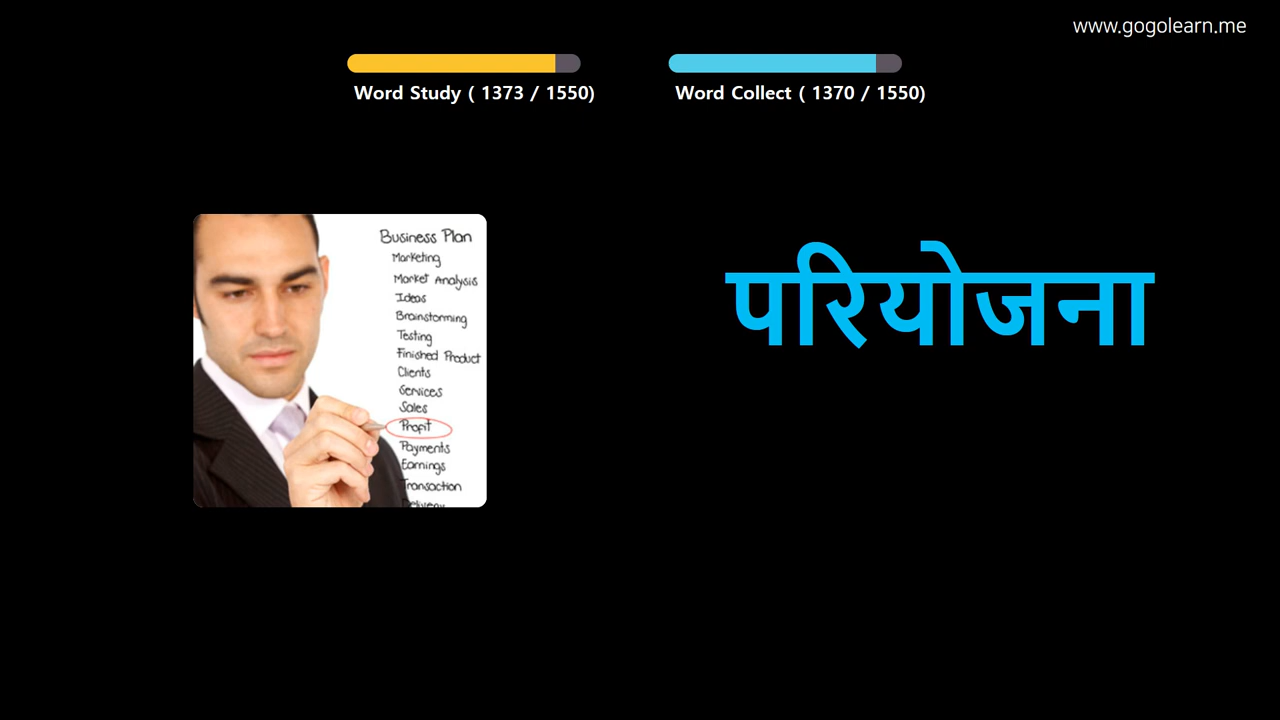 www.gogolearn.me
Word Study ( 1373 / 1550)
Word Collect ( 1370 / 1550)
Business Plan
Marketing
Market Analysis
Ideas
Brainstorming
Testing
Finished Product
Clients
Services
Sales
Profit
Payments
Earnings
Transaction
Delivery
परियोजना